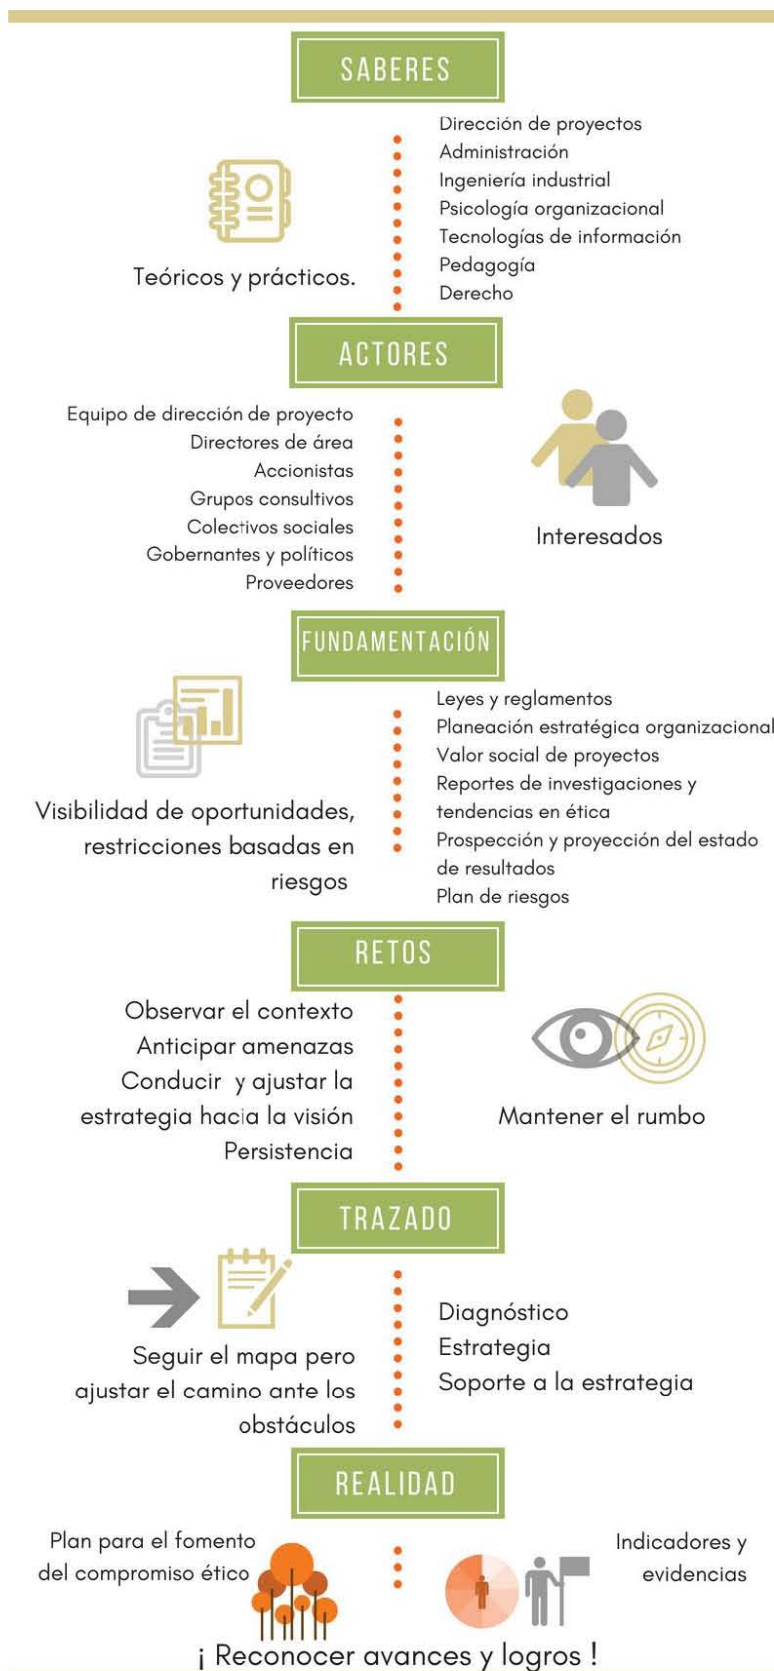 SABERES
Teóricos y prácticos.
Dirección de proyectos
Administración
Ingeniería industrial
Psicología organizacional
Tecnologías de información
Pedagogía
Derecho
ACTORES
Equipo de dirección de proyecto
Directores de área
Accionistas
Grupos consultivos
Colectivos sociales
Gobernantes y políticos
Proveedores
Interesados
FUNDAMENTACIÓN
Visibilidad de oportunidades,
restricciones basadas en
riesgos
Leyes y reglamentos
Planeación estratégica organizacional
Valor social de proyectos
Reportes de investigaciones y
tendencias en ética
Prospección y proyección del estado
de resultados
Plan de riesgos
RETOS
Observar el contexto
Anticipar amenazas
Conducir y ajustar la
estrategia hacia la visión
Persistencia
Mantener el rumbo
TRAZADO
Seguir el mapa pero
ajustar el camino ante los
obstáculos
Diagnóstico
Estrategia
Soporte a la estrategia
REALIDAD
Plan para el fomento
del compromiso ético
Indicadores y
evidencias
¡ Reconocer avances y logros !